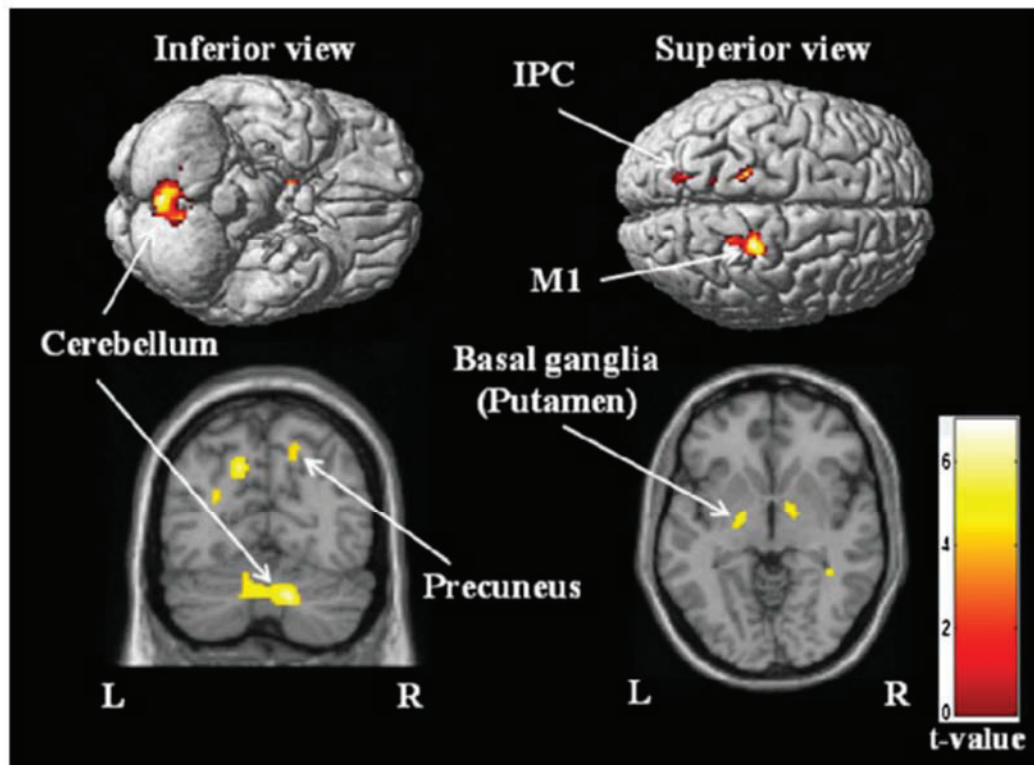 Inferior view
Superior view
IPC
M1
Cerebellum
Basal ganglia
(Putamen)
Precuneus
6
4
2
0
L
R
L
R
t-value